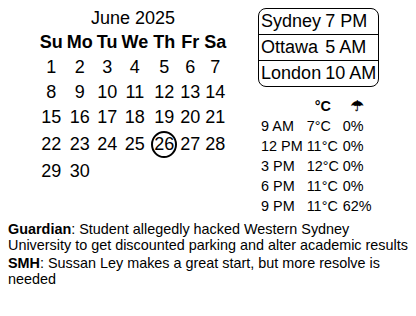 June 2025
Su Mo Tu We Th Fr Sa
1 2 3 4 5 6 7
8 9 10 11 12 13 14
15 16 17 18 19 20 21
22 23 24 25 26 27 28
29 30
Sydney 7 PM
Ottawa 5 AM
London 10 AM
°C ☂
9 AM 7°C 0%
12 PM 11°C 0%
3 PM 12°C 0%
6 PM 11°C 0%
9 PM 11°C 62%
Guardian: Student allegedly hacked Western Sydney
University to get discounted parking and alter academic results
SMH: Sussan Ley makes a great start, but more resolve is
needed